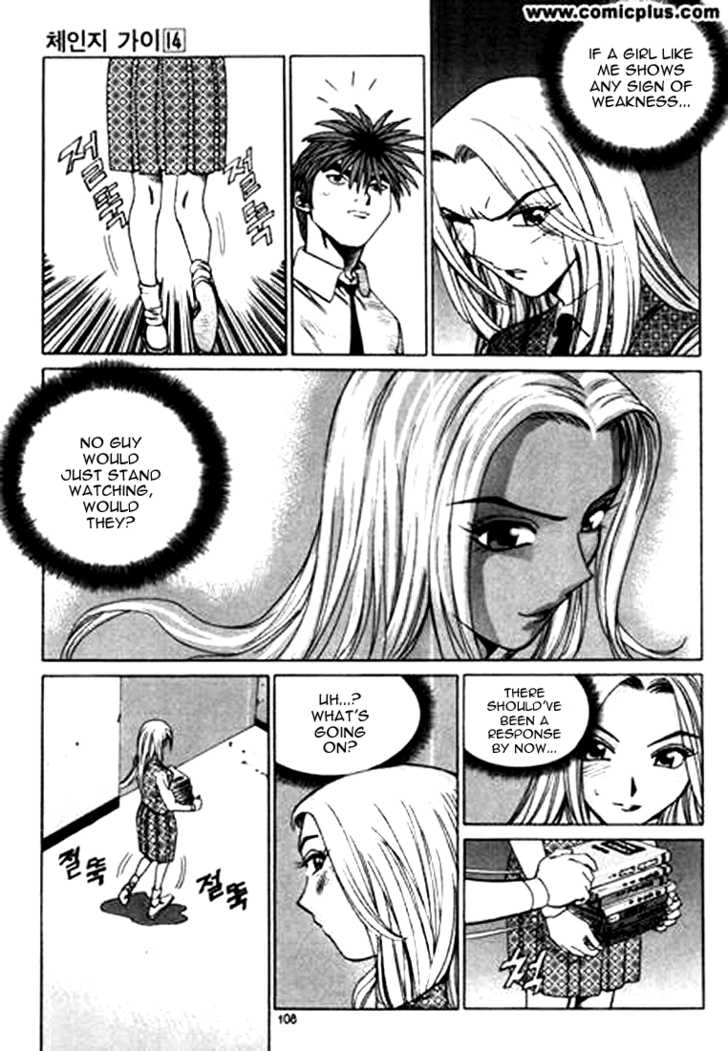 www.comicplus.com
체인지 가이 14
IF A GIRL LIKE
ME SHOWS
ANY SIGN OF
WEAKNESS...
절뚝
절뚝
NO GUY
WOULD
JUST STAND
WATCHING,
WOULD
THEY?
절뚝
절뚝
UH...?
WHAT'S
GOING
ON?
THERE
SHOULD'VE
BEEN A
RESPONSE
BY NOW...
척
108